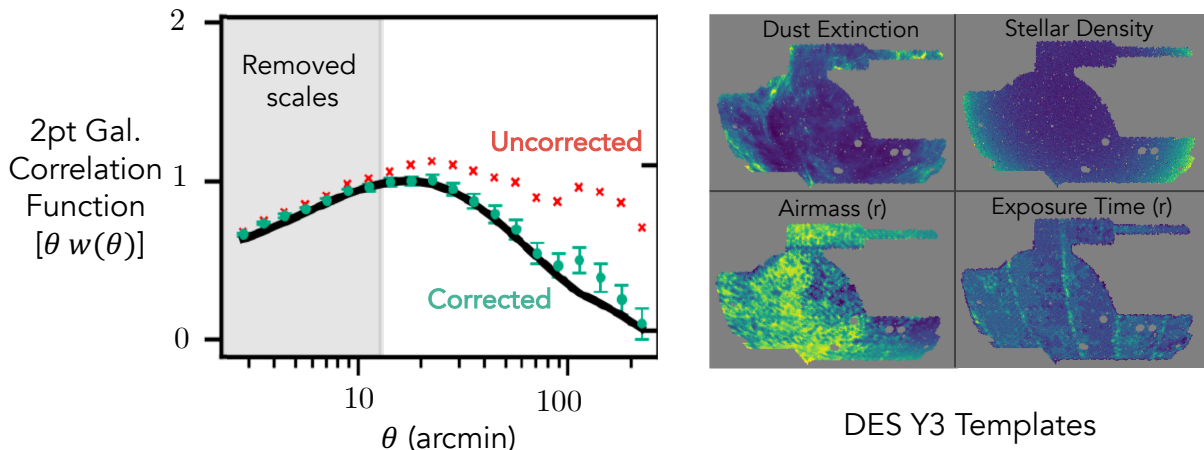 2
1
0
Removed
scales
Uncorrected
Corrected
2pt Gal.
Correlation
Function
[θ w(θ)]
10
100
θ (arcmin)
Dust Extinction
Stellar Density
Airmass (r)
Exposure Time (r)
DES Y3 Templates